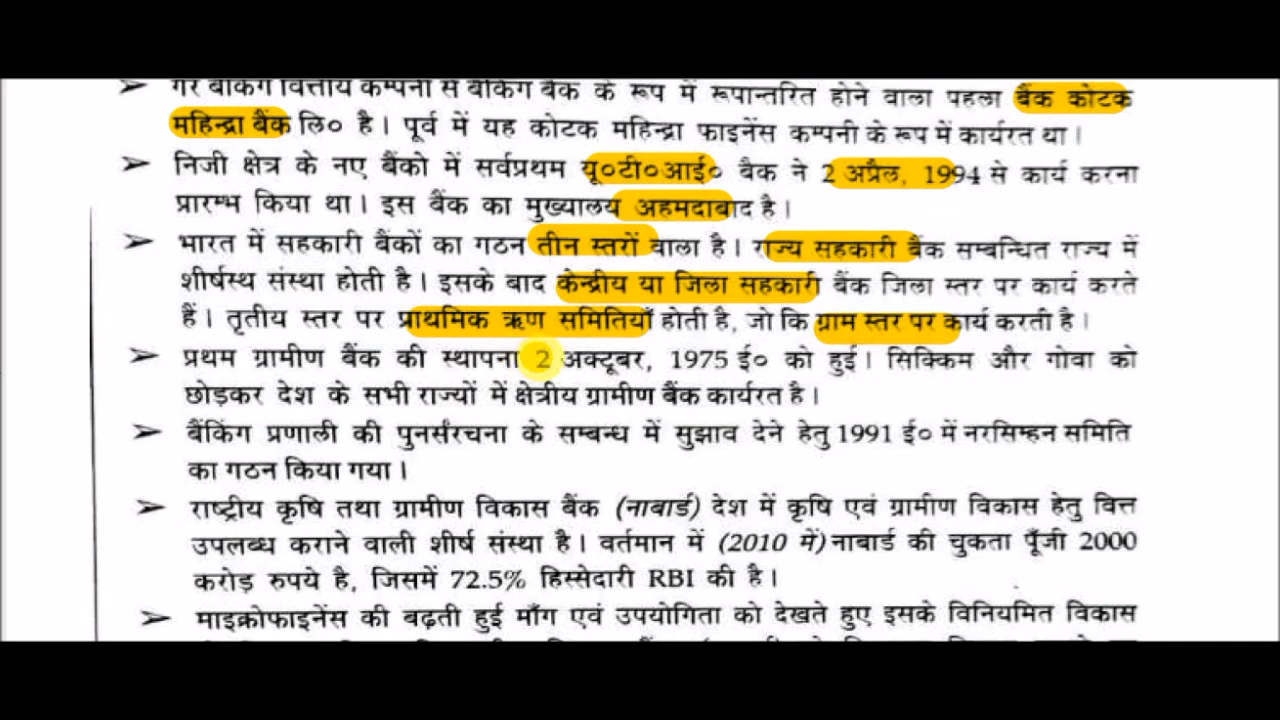 ➢ गैर बैंकिंग वित्तीय कम्पनी से बैंकिंग बैंक के रूप में रूपान्तरित होने वाला पहला बैंक कोटक
महिन्द्रा बैंक लि० है। पूर्व में यह कोटक महिन्द्रा फाइनेंस कम्पनी के रूप में कार्यरत था।
➢ निजी क्षेत्र के नए बैंको में सर्वप्रथम यू०टी०आई० बैक ने 2 अप्रैल, 1994 से कार्य करना
प्रारम्भ किया था। इस बैंक का मुख्यालय अहमदाबाद है।
➢ भारत में सहकारी बैंकों का गठन तीन स्तरों वाला है। राज्य सहकारी बैंक सम्बन्धित राज्य में
शीर्षस्थ संस्था होती है। इसके बाद केन्द्रीय या जिला सहकारी बैंक जिला स्तर पर कार्य करते
हैं। तृतीय स्तर पर प्राथमिक ऋण समितियाँ होती है, जो कि ग्राम स्तर पर कार्य करती है।
➢ प्रथम ग्रामीण बैंक की स्थापना 2 अक्टूबर, 1975 ई० को हुई। सिक्किम और गोवा को
छोड़कर देश के सभी राज्यों में क्षेत्रीय ग्रामीण बैंक कार्यरत है।
➢ बैंकिंग प्रणाली की पुनर्संरचना के सम्बन्ध में सुझाव देने हेतु 1991 ई० में नरसिम्हन समिति
का गठन किया गया।
➢ राष्ट्रीय कृषि तथा ग्रामीण विकास बैंक (नाबार्ड) देश में कृषि एवं ग्रामीण विकास हेतु वित्त
उपलब्ध कराने वाली शीर्ष संस्था है। वर्तमान में (2010 में) नाबार्ड की चुकता पूँजी 2000
करोड़ रुपये है, जिसमें 72.5% हिस्सेदारी RBI की है।
➢ माइक्रोफाइनेंस की बढ़ती हुई माँग एवं उपयोगिता को देखते हुए इसके विनियमित विकास